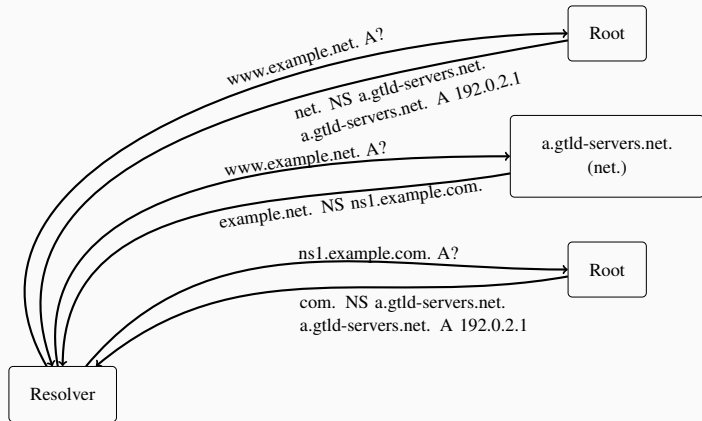 Root
www.example.net. A?
net. NS a.gtld-servers.net.
a.gtld-servers.net. A 192.0.2.1
a.gtld-servers.net.
(net.)
www.example.net. A?
example.net. NS ns1.example.com.
ns1.example.com. A?
Root
com. NS a.gtld-servers.net.
a.gtld-servers.net. A 192.0.2.1
Resolver